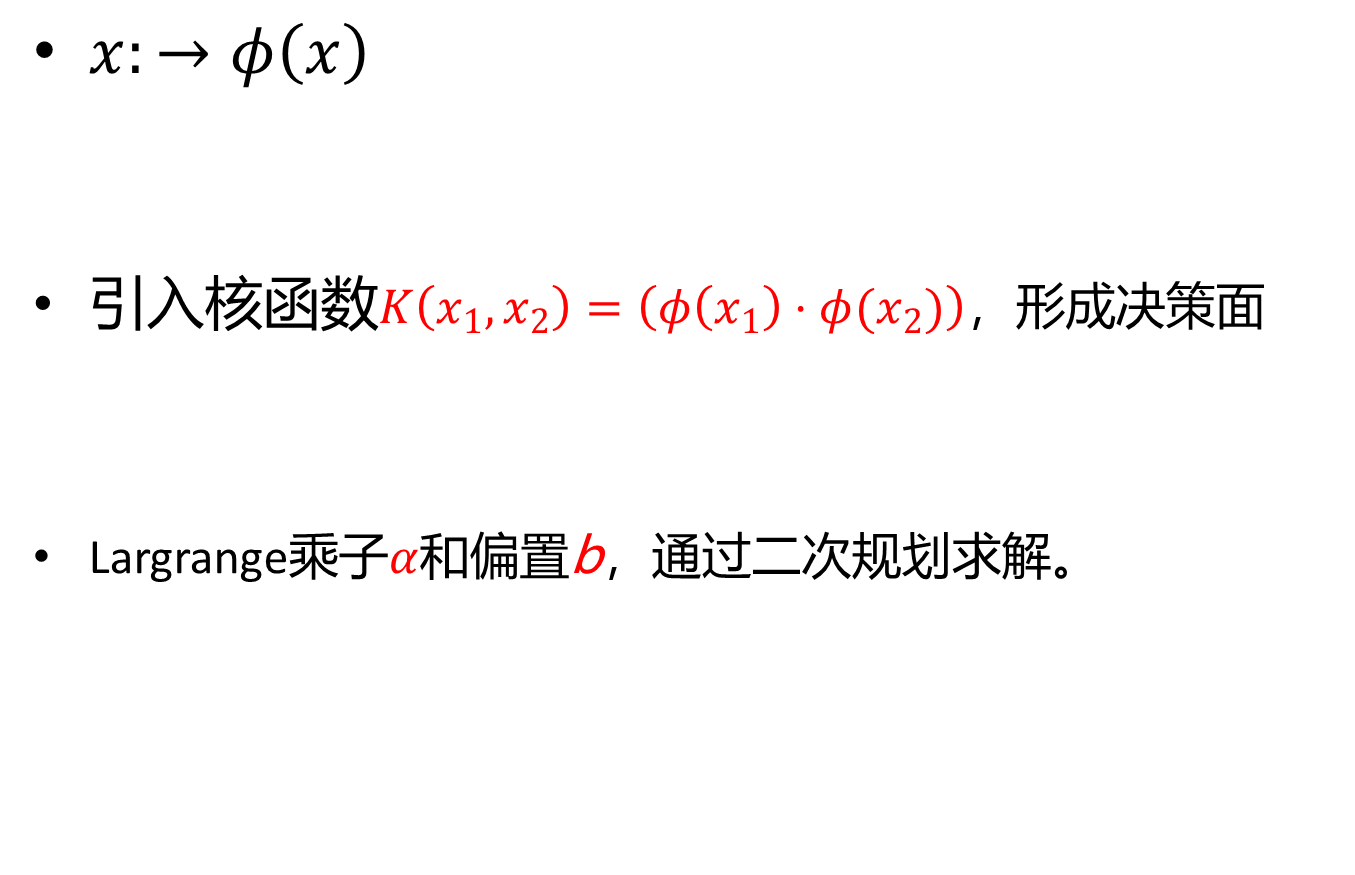 • x:→ϕ(x)
• 引入核函数K(x₁,x₂)=(ϕ(x₁)·ϕ(x₂))，形成决策面
• Largrange乘子α和偏置b，通过二次规划求解。